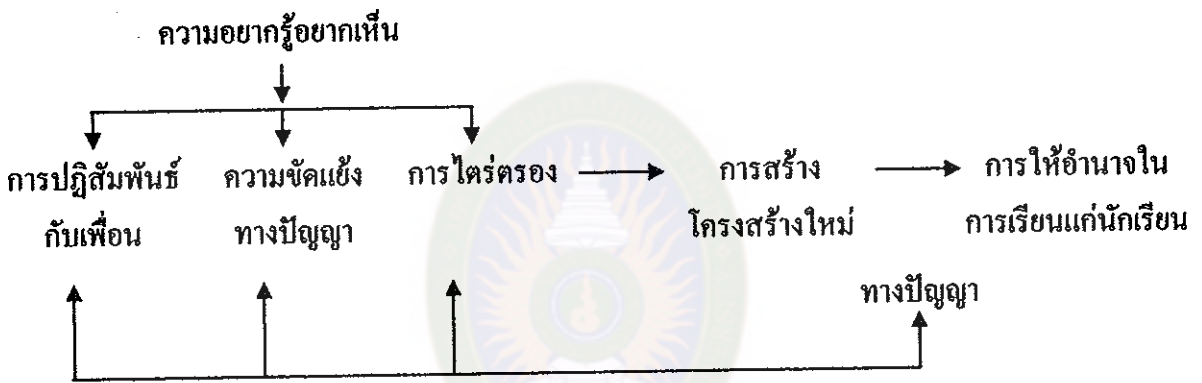 ความอยากรู้อยากเห็น
การปฏิสัมพันธ์ ความขัดแย้ง การไตร่ตรอง การสร้าง การให้อำนาจใน
กับเพื่อน ทางปัญญา โครงสร้างใหม่ การเรียนแก่นักเรียน
ทางปัญญา